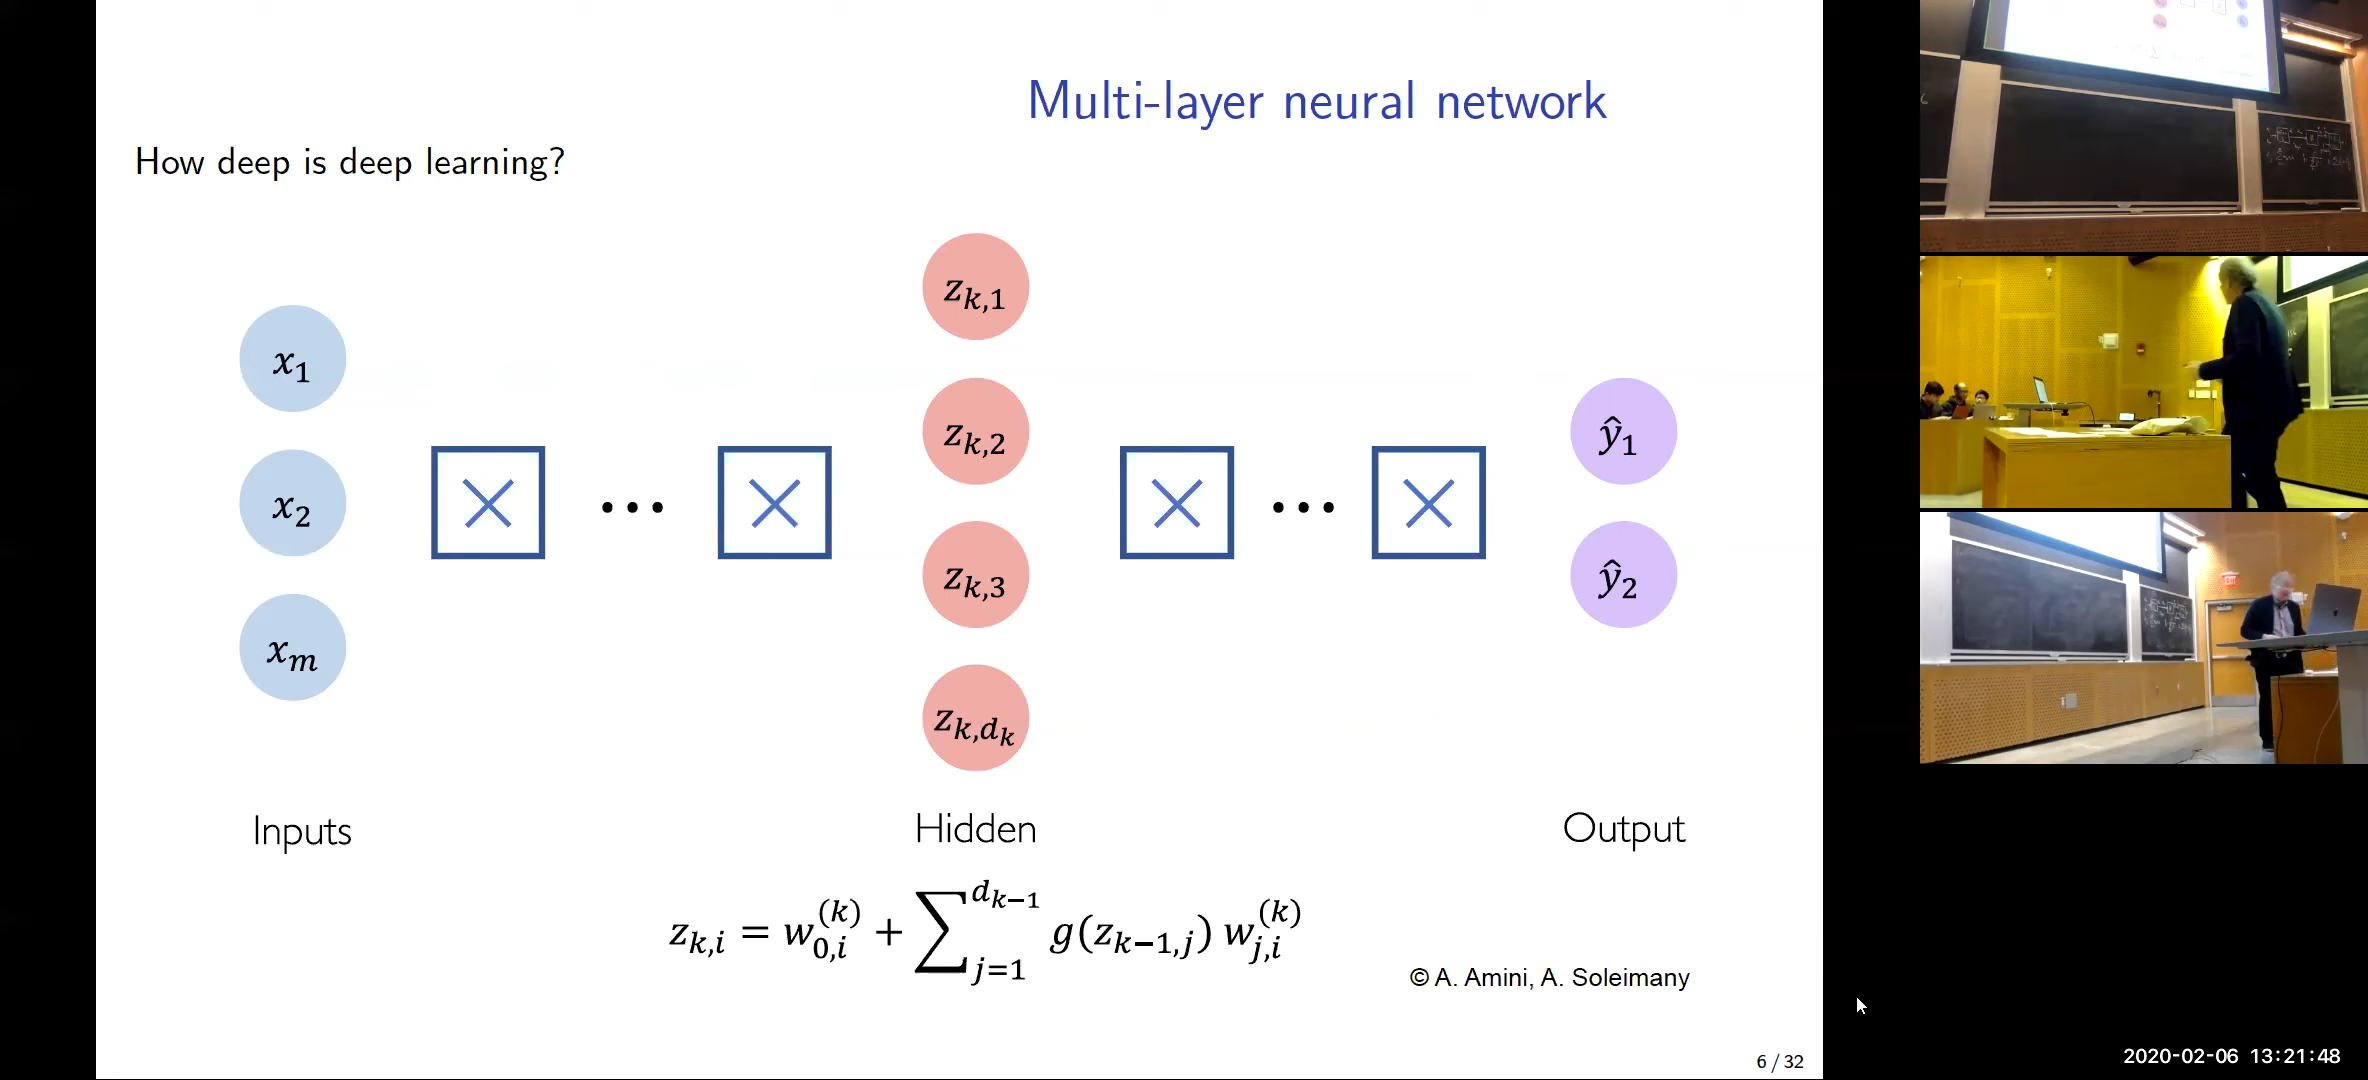 Multi-layer neural network
How deep is deep learning?
x₁
x₂
xₘ
...
z_{k,1}
z_{k,2}
z_{k,3}
z_{k,d_k}
...
ŷ₁
ŷ₂
Inputs
Hidden
Output
z_{k,i} = w_{0,i}^{(k)} + ∑_{j=1}^{d_{k-1}} g(z_{k-1,j}) w_{j,i}^{(k)}
© A. Amini, A. Soleimany
6 / 32
EXIT
2020-02-06 13:21:48